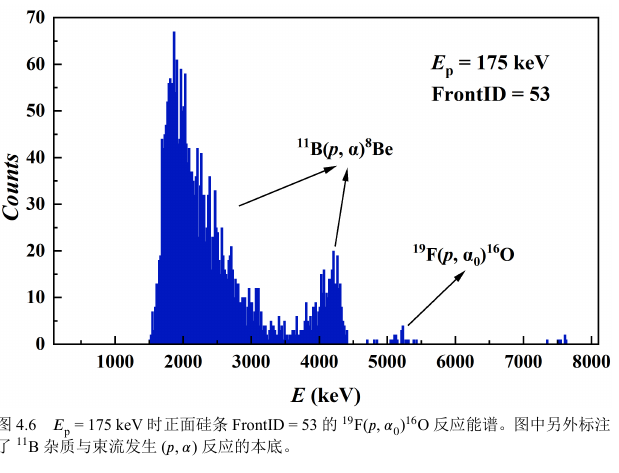 70
60
50
40
30
20
10
0
Counts
E_p = 175 keV
FrontID = 53
¹¹B(p, α)⁸Be
¹⁹F(p, α₀)¹⁶O
1000 2000 3000 4000 5000 6000 7000 8000
E (keV)
图 4.6 E_p = 175 keV 时正面硅条 FrontID = 53 的 ¹⁹F(p, α₀)¹⁶O 反应能谱。图中另外标注
了 ¹¹B 杂质与束流发生 (p, α) 反应的本底。